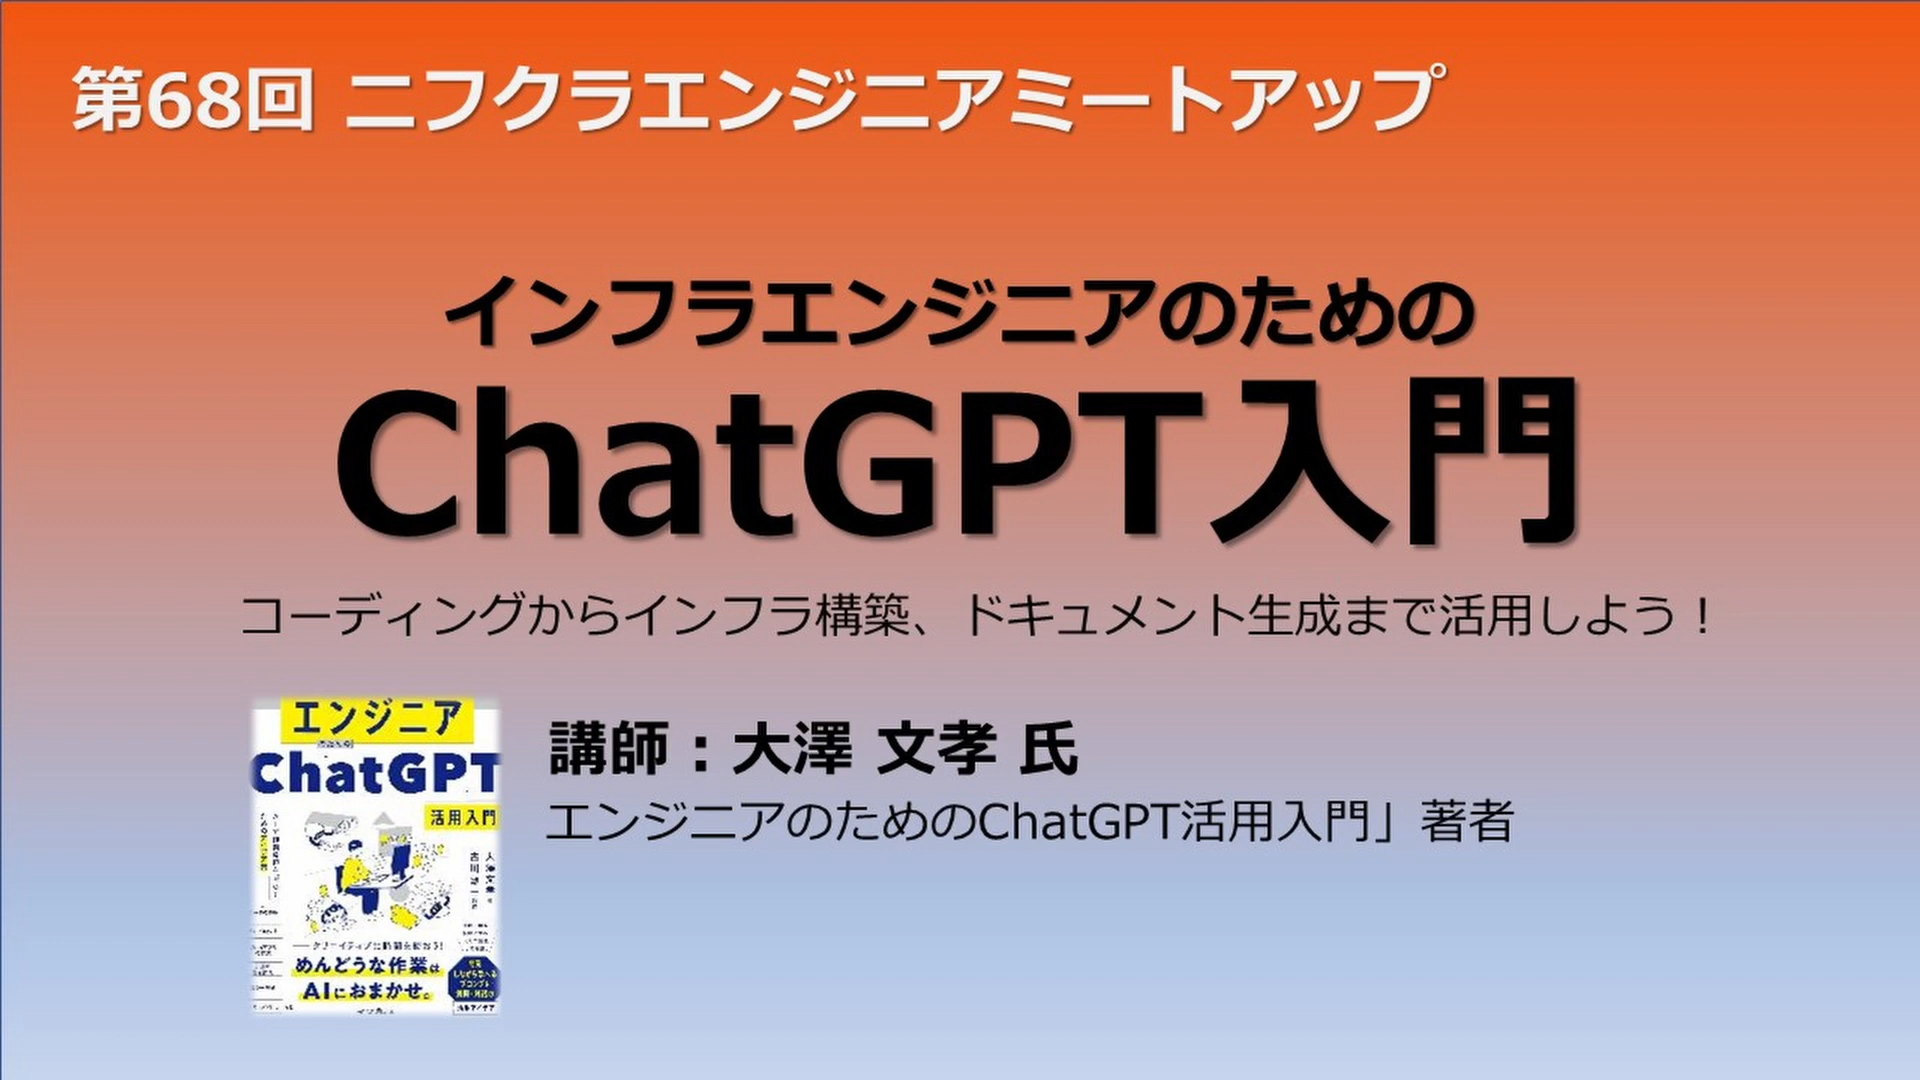 第68回 ニフクラエンジニアミートアップ
インフラエンジニアのための
ChatGPT入門
コーディングからインフラ構築、ドキュメント生成まで活用しよう！
講師：大澤 文孝 氏
エンジニアのためのChatGPT活用入門」著者
エンジニア
ChatGPT
活用入門
めんどうな作業は
AIにおまかせ。